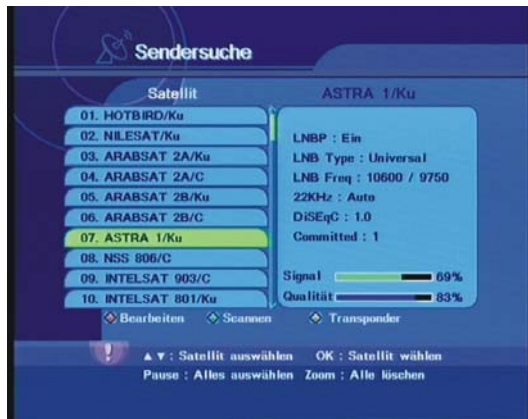 Sendersuche
Satellit
ASTRA 1/Ku
01. HOTBIRD/Ku
02. NILESAT/Ku
03. ARABSAT 2A/Ku
04. ARABSAT 2A/C
05. ARABSAT 2B/Ku
06. ARABSAT 2B/C
07. ASTRA 1/Ku
08. NSS 806/C
09. INTELSAT 903/C
10. INTELSAT 801/Ku
LNBP : Ein
LNB Type : Universal
LNB Freq : 10600 / 9750
22KHz : Auto
DiSEqC : 1.0
Committed : 1
Signal 69%
Qualität 83%
Bearbeiten Scannen Transponder
▲ ▼ : Satellit auswählen OK : Satellit wählen
Pause : Alles auswählen Zoom : Alle löschen